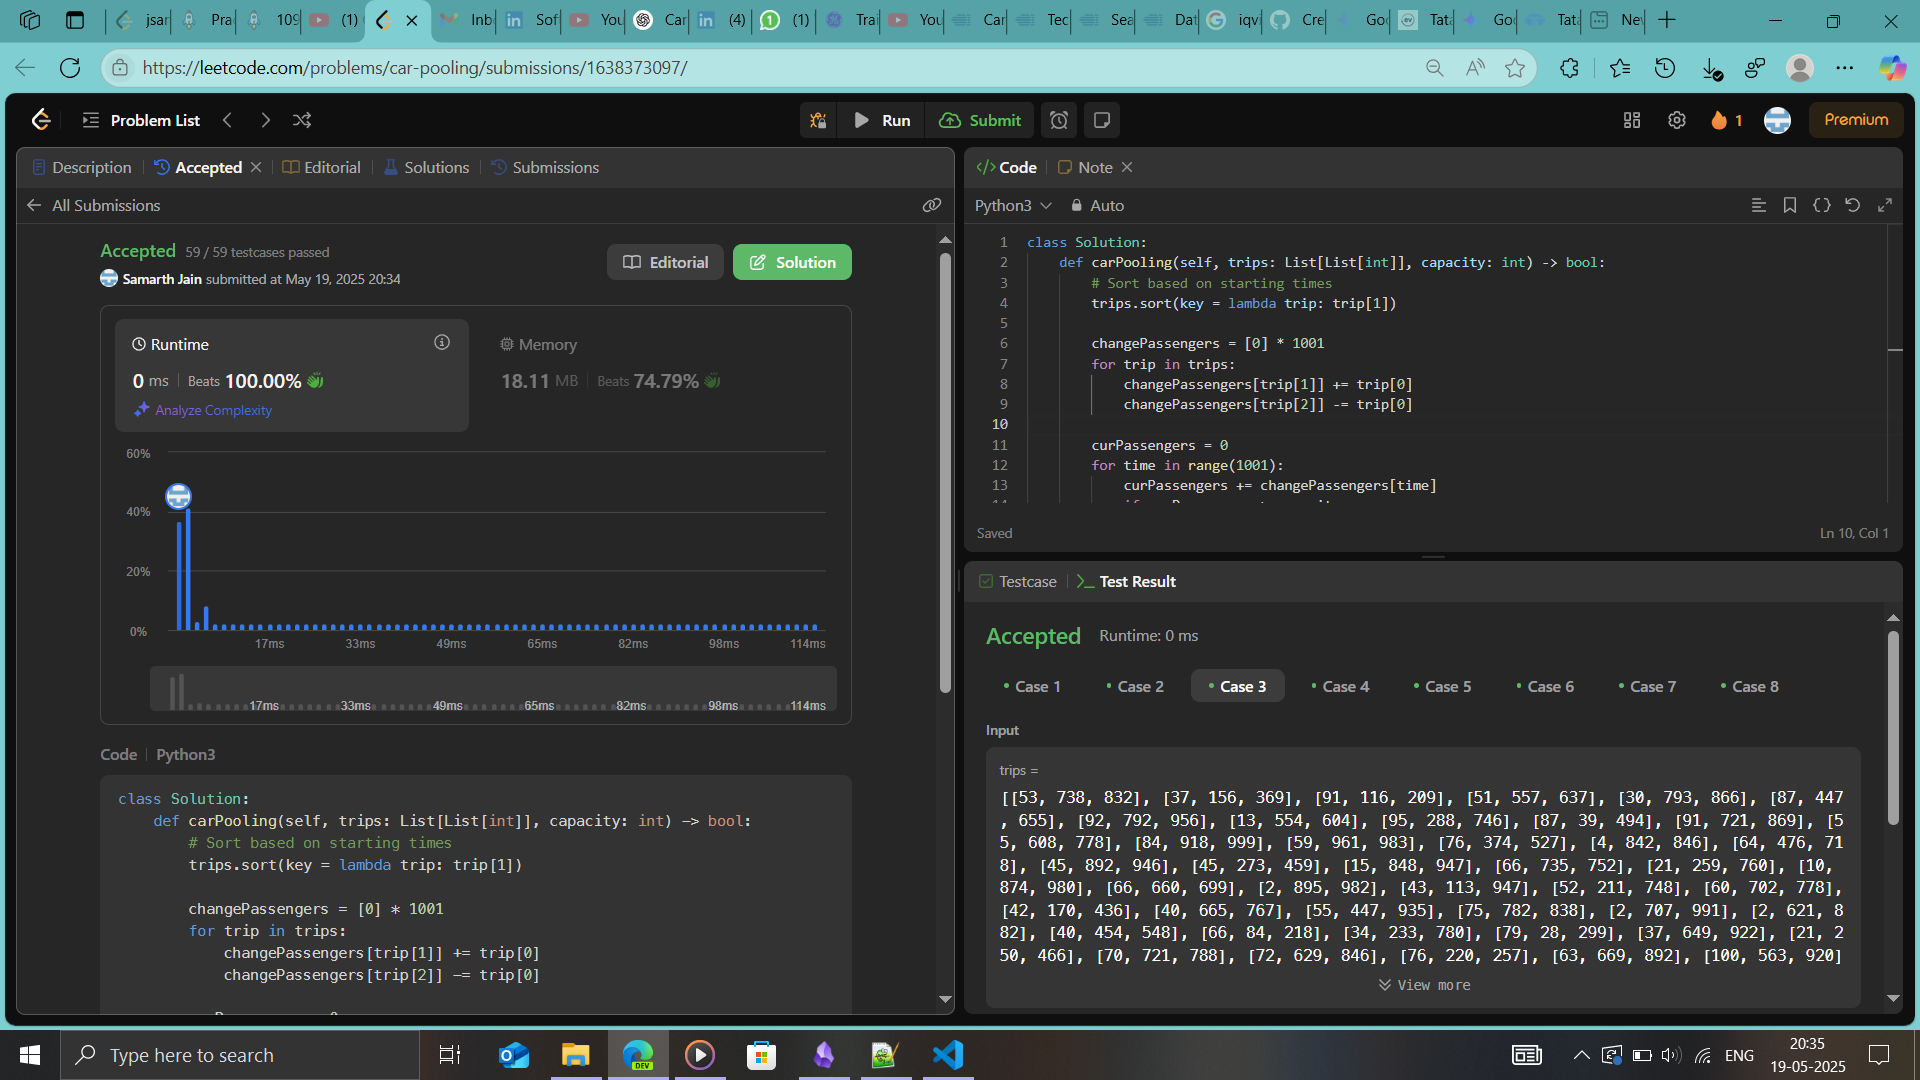 jsar
Prac
109
(1)
Inb
Sof
You
Car
(4)
(1)
Trai
You
Car
Tec
Sea
Dat
iqvi
Cre
Goo
Tata
Goo
Tata
Nev
https://leetcode.com/problems/car-pooling/submissions/1638373097/
Problem List
Run
Submit
1
Premium
Description
Accepted
Editorial
Solutions
Submissions
All Submissions
Accepted 59 / 59 testcases passed
Samarth Jain submitted at May 19, 2025 20:34
Editorial
Solution
Runtime
0 ms | Beats 100.00%
Analyze Complexity
Memory
18.11 MB | Beats 74.79%
60%
40%
20%
0%
17ms 33ms 49ms 65ms 82ms 98ms 114ms
17ms 33ms 49ms 65ms 82ms 98ms 114ms
Code | Python3
class Solution:
def carPooling(self, trips: List[List[int]], capacity: int) -> bool:
# Sort based on starting times
trips.sort(key = lambda trip: trip[1])
changePassengers = [0] * 1001
for trip in trips:
changePassengers[trip[1]] += trip[0]
changePassengers[trip[2]] -= trip[0]
Code
Note
Python3
Auto
1 class Solution:
2 def carPooling(self, trips: List[List[int]], capacity: int) -> bool:
3 # Sort based on starting times
4 trips.sort(key = lambda trip: trip[1])
5
6 changePassengers = [0] * 1001
7 for trip in trips:
8 changePassengers[trip[1]] += trip[0]
9 changePassengers[trip[2]] -= trip[0]
10
11 curPassengers = 0
12 for time in range(1001):
13 curPassengers += changePassengers[time]
Saved
Ln 10, Col 1
Testcase
Test Result
Accepted Runtime: 0 ms
Case 1
Case 2
Case 3
Case 4
Case 5
Case 6
Case 7
Case 8
Input
trips =
[[53, 738, 832], [37, 156, 369], [91, 116, 209], [51, 557, 637], [30, 793, 866], [87, 447
, 655], [92, 792, 956], [13, 554, 604], [95, 288, 746], [87, 39, 494], [91, 721, 869], [5
5, 608, 778], [84, 918, 999], [59, 961, 983], [76, 374, 527], [4, 842, 846], [64, 476, 71
8], [45, 892, 946], [45, 273, 459], [15, 848, 947], [66, 735, 752], [21, 259, 760], [10,
874, 980], [66, 660, 699], [2, 895, 982], [43, 113, 947], [52, 211, 748], [60, 702, 778],
[42, 170, 436], [40, 665, 767], [55, 447, 935], [75, 782, 838], [2, 707, 991], [2, 621, 8
82], [40, 454, 548], [66, 84, 218], [34, 233, 780], [79, 28, 299], [37, 649, 922], [21, 2
50, 466], [70, 721, 788], [72, 629, 846], [76, 220, 257], [63, 669, 892], [100, 563, 920]
View more
Type here to search
DEV
ENG
20:35
19-05-2025